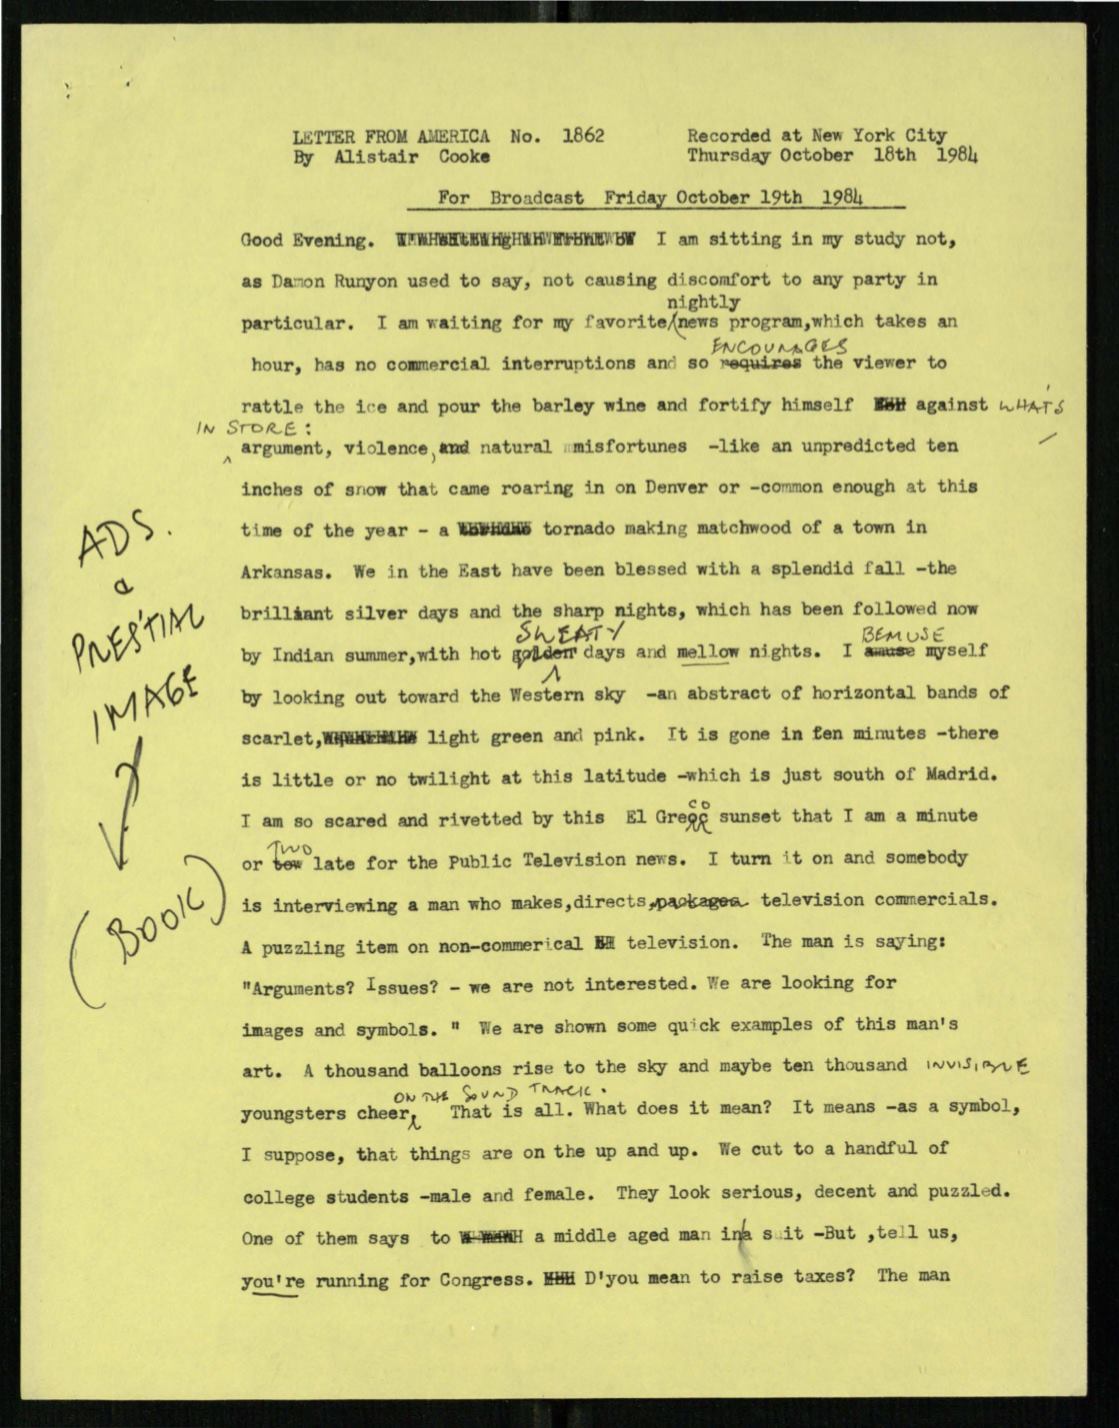 LETTER FROM AMERICA No. 1862 Recorded at New York City
By Alistair Cooke Thursday October 18th 1984
For Broadcast Friday October 19th 1984
Good Evening. I am sitting in my study not,
as Damon Runyon used to say, not causing discomfort to any party in
nightly
particular. I am waiting for my favorite/(news program,which takes an
ENCOURAGES
hour, has no commercial interruptions and so requires the viewer to
rattle the ice and pour the barley wine and fortify himself against WHAT'S
IN STORE:
argument, violence, and natural misfortunes -like an unpredicted ten
inches of snow that came roaring in on Denver or -common enough at this
time of the year - a tornado making matchwood of a town in
Arkansas. We in the East have been blessed with a splendid fall -the
brilliant silver days and the sharp nights, which has been followed now
SWEATY BEMUSE
by Indian summer,with hot golden days and mellow nights. I amuse myself
by looking out toward the Western sky -an abstract of horizontal bands of
scarlet, light green and pink. It is gone in ten minutes -there
is little or no twilight at this latitude -which is just south of Madrid.
CO
I am so scared and rivetted by this El Gre sunset that I am a minute
TWO
or tow late for the Public Television news. I turn it on and somebody
is interviewing a man who makes,directs,packages television commercials.
A puzzling item on non-commerical television. The man is saying:
"Arguments? Issues? - we are not interested. We are looking for
images and symbols. " We are shown some quick examples of this man's
art. A thousand balloons rise to the sky and maybe ten thousand INVISIBLE
ON THE SOUND TRACK.
youngsters cheer, That is all. What does it mean? It means -as a symbol,
I suppose, that things are on the up and up. We cut to a handful of
college students -male and female. They look serious, decent and puzzled.
One of them says to a middle aged man in a s it -But ,tell us,
you're running for Congress. D'you mean to raise taxes? The man
ADS.
a
IMAGE
(BOOK)